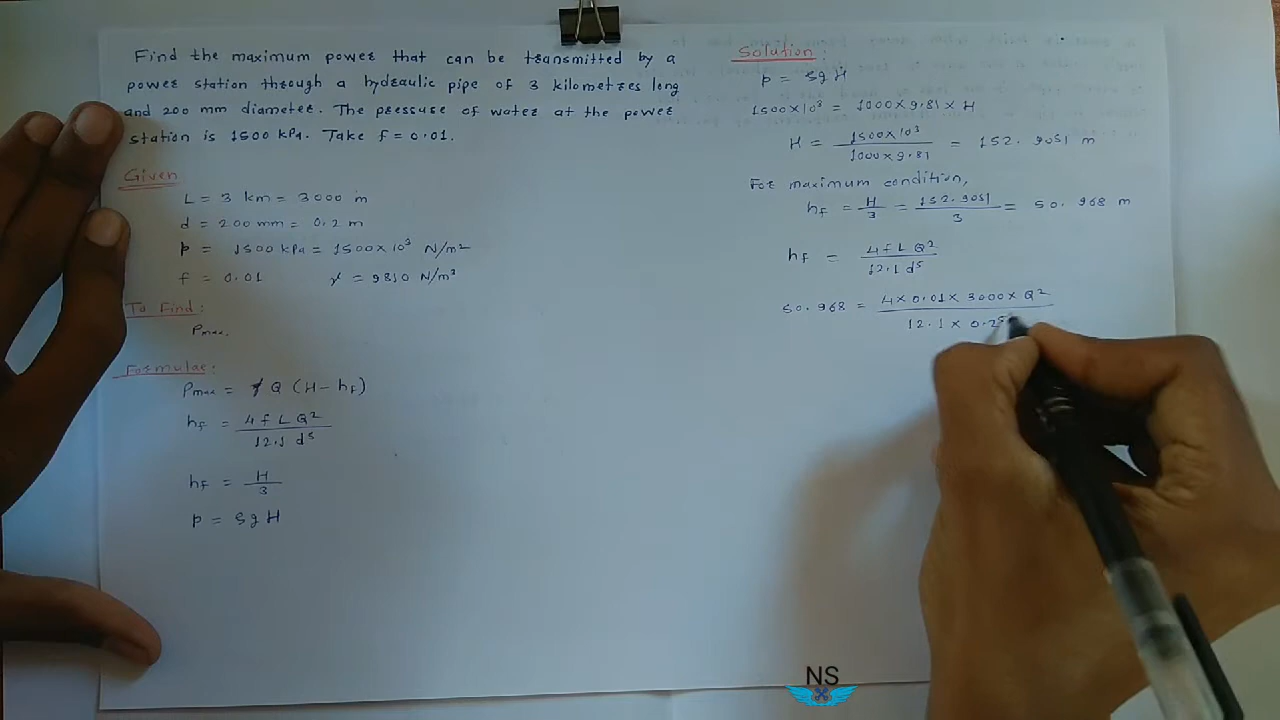 Find the maximum power that can be transmitted by a
power station through a hydraulic pipe of 3 kilometres long
and 200 mm diameter. The pressure of water at the power
station is 1500 kPa. Take f = 0.01.
Given
L = 3 km = 3000 m
d = 200 mm = 0.2 m
p = 1500 kPa = 1500×10³ N/m²
f = 0.01 γ = 9810 N/m³
To Find:
Pmax.
Formulae:
Pmax = γ Q (H - hf)
hf = 4 f L Q² / 12.1 d⁵
hf = H / 3
p = ρgH
Solution:
p = ρgH
1500×10³ = 1000×9.81×H
H = 1500×10³ / 1000×9.81 = 152.9051 m
For maximum condition,
hf = H/3 = 152.9051/3 = 50.968 m
hf = 4 f L Q² / 12.1 d⁵
50.968 = 4×0.01×3000×Q² / 12.1×0.2⁵
NS